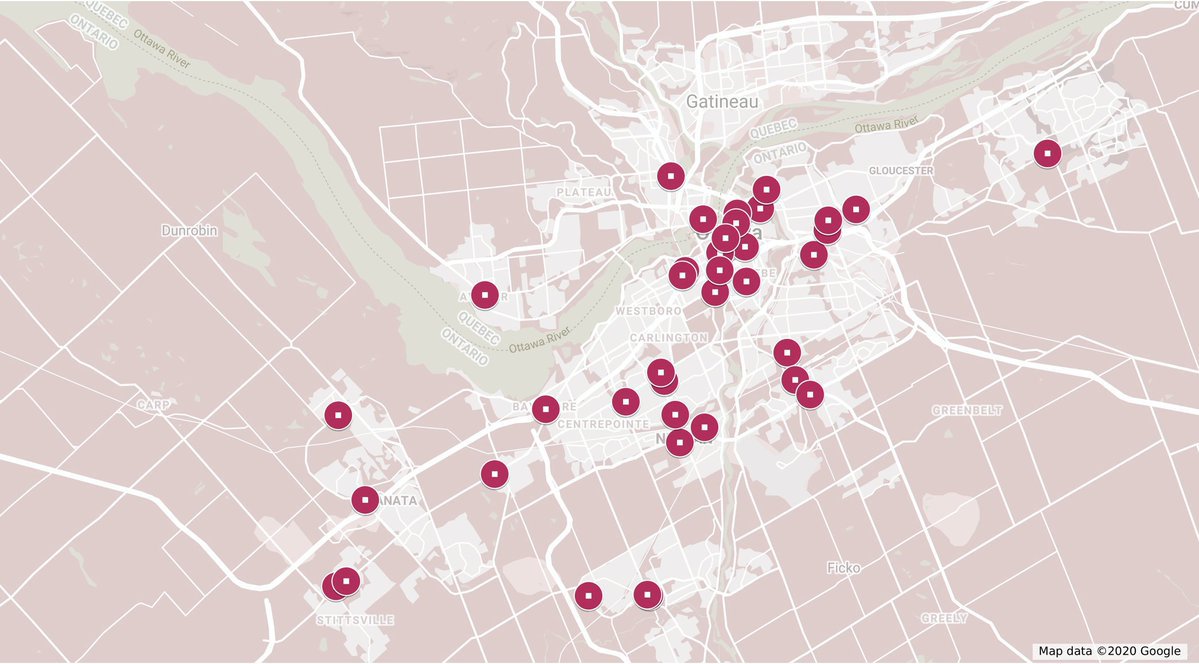 CUM
QUEBEC
ONTARIO
Ottawa River
Gatineau
QUEBEC
ONTARIO
Ottawa River
GLOUCESTER
PLATEAU
Dunrobin
WESTBORO
QUEBEC
ONTARIO
Ottawa River
CARLINGTON
CARP
CENTREPOINTE
GREENBELT
ANATA
Ficko
STITTSVILLE
GREELY
Map data ©2020 Google